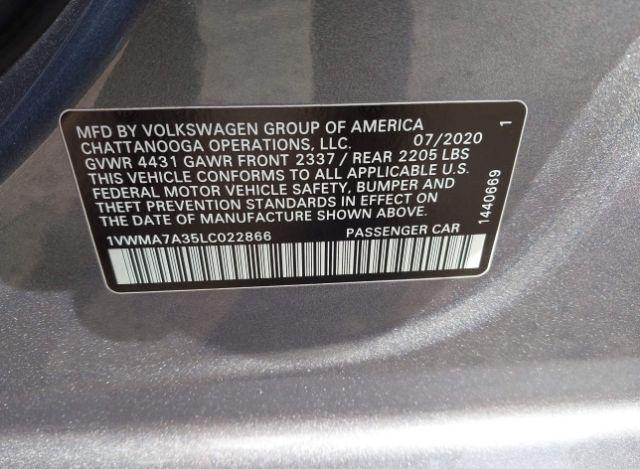 MFD BY VOLKSWAGEN GROUP OF AMERICA
CHATTANOOGA OPERATIONS, LLC. 07/2020
GVWR 4431 GAWR FRONT 2337 / REAR 2205 LBS
THIS VEHICLE CONFORMS TO ALL APPLICABLE U.S.
FEDERAL MOTOR VEHICLE SAFETY, BUMPER AND
THEFT PREVENTION STANDARDS IN EFFECT ON
THE DATE OF MANUFACTURE SHOWN ABOVE.
1VWMA7A35LC022866 PASSENGER CAR
1440669 1